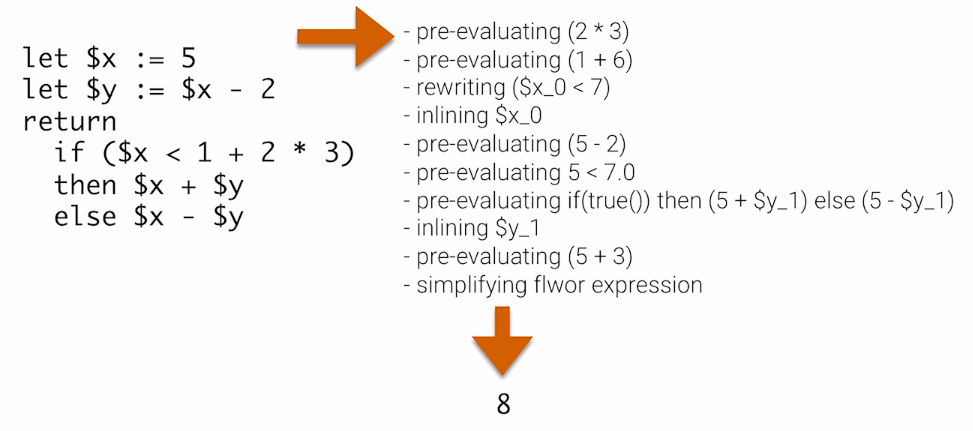 let $x := 5
let $y := $x - 2
return
  if ($x < 1 + 2 * 3)
  then $x + $y
  else $x - $y
- pre-evaluating (2 * 3)
- pre-evaluating (1 + 6)
- rewriting ($x_0 < 7)
- inlining $x_0
- pre-evaluating (5 - 2)
- pre-evaluating 5 < 7.0
- pre-evaluating if(true()) then (5 + $y_1) else (5 - $y_1)
- inlining $y_1
- pre-evaluating (5 + 3)
- simplifying flwor expression
8